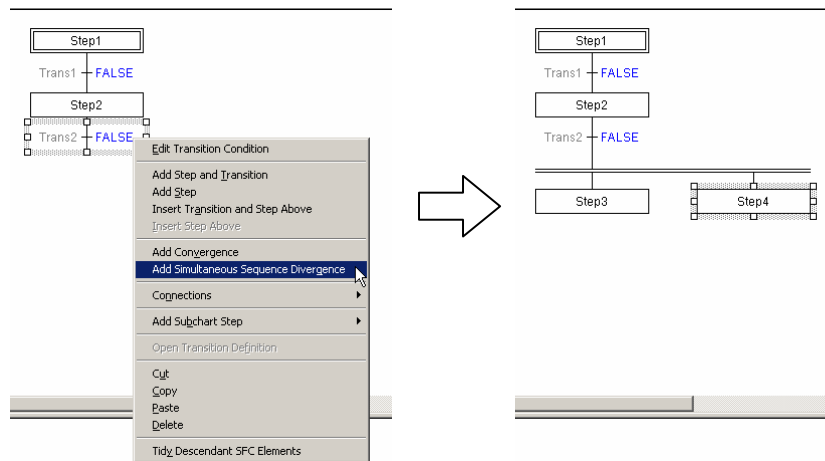 Step1
Trans1 FALSE
Step2
Trans2 FALSE
Edit Transition Condition
Add Step and Transition
Add Step
Insert Transition and Step Above
Insert Step Above
Add Convergence
Add Simultaneous Sequence Divergence
Connections
Add Subchart Step
Open Transition Definition
Cut
Copy
Paste
Delete
Tidy Descendant SFC Elements
Step1
Trans1 FALSE
Step2
Trans2 FALSE
Step3 Step4